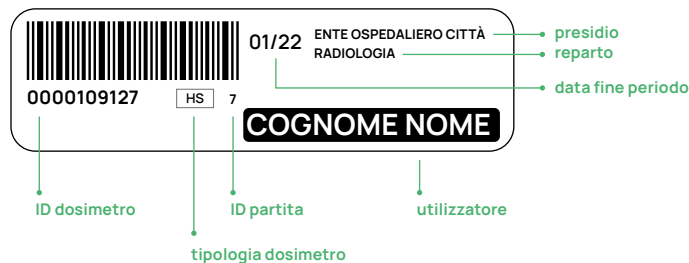 01/22
ENTE OSPEDALIERO CITTÀ
RADIOLOGIA
presidio
reparto
data fine periodo
0000109127 HS 7
COGNOME NOME
ID dosimetro
ID partita
utilizzatore
tipologia dosimetro